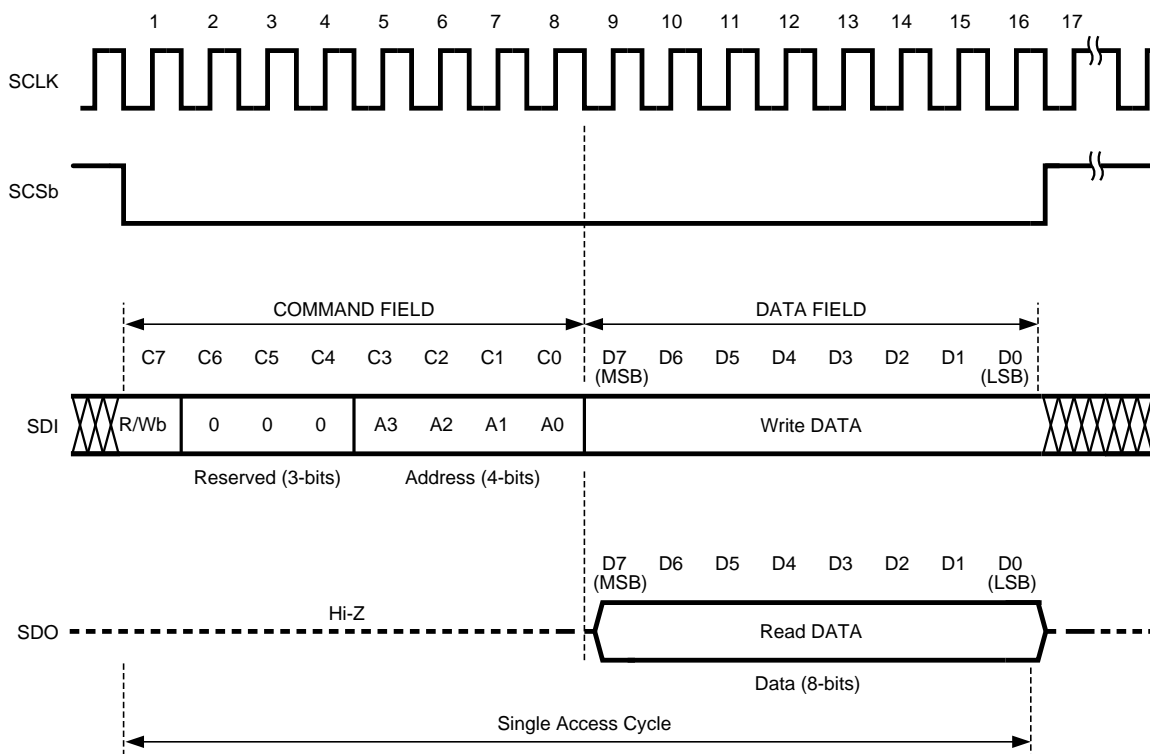 1 2 3 4 5 6 7 8 9 10 11 12 13 14 15 16 17
SCLK
SCSb
COMMAND FIELD DATA FIELD
C7 C6 C5 C4 C3 C2 C1 C0 D7 D6 D5 D4 D3 D2 D1 D0
(MSB) (LSB)
SDI R/Wb 0 0 0 A3 A2 A1 A0 Write DATA
Reserved (3-bits) Address (4-bits)
D7 D6 D5 D4 D3 D2 D1 D0
(MSB) (LSB)
Hi-Z
SDO Read DATA
Data (8-bits)
Single Access Cycle